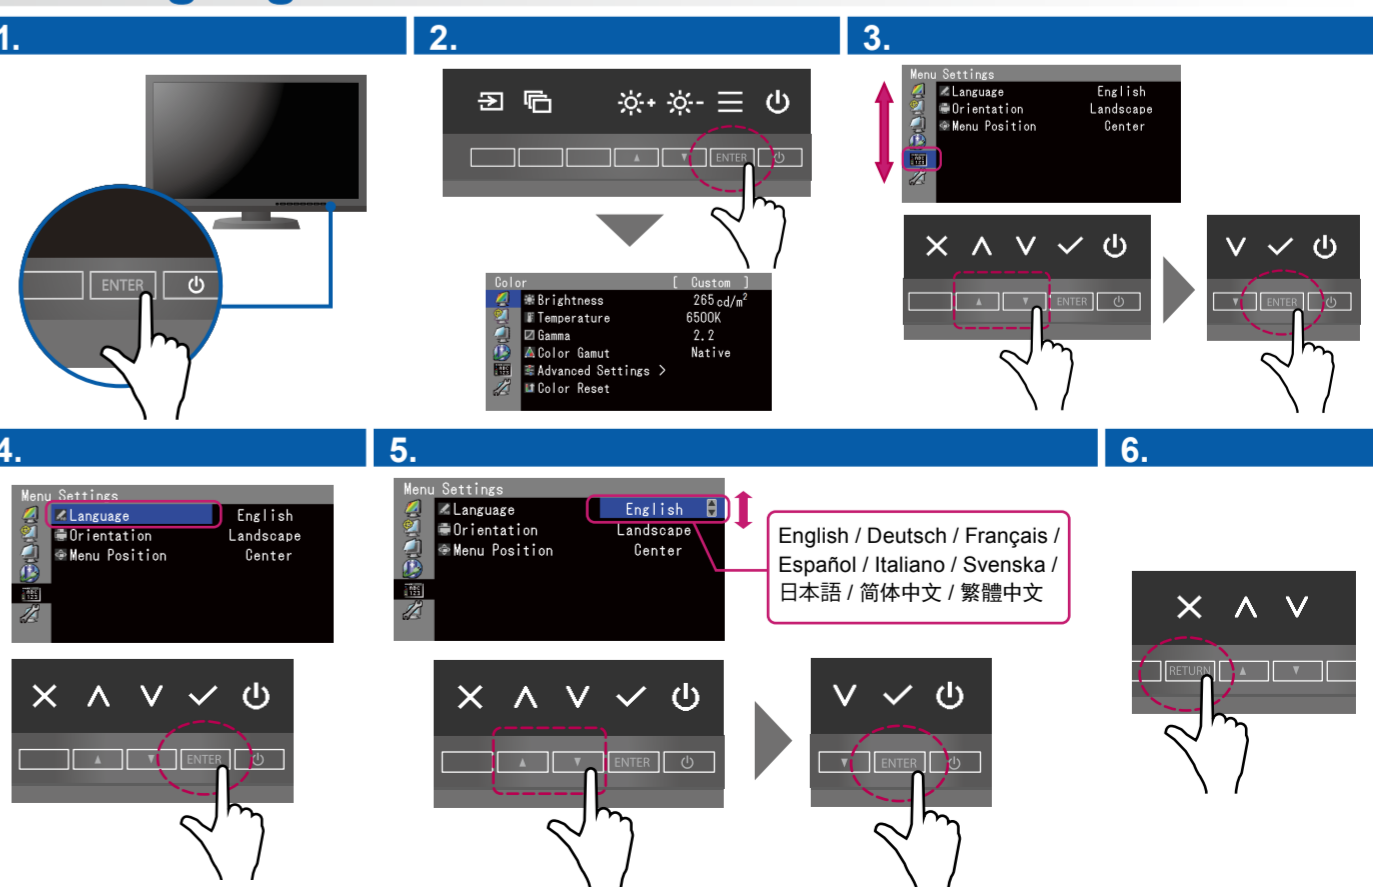 1.
2.
3.
ENTER
ENTER
Color [ Custom ]
Brightness 265 cd/m²
Temperature 6500K
Gamma 2.2
Color Gamut Native
Advanced Settings >
Color Reset
Menu Settings
Language English
Orientation Landscape
Menu Position Center
ENTER
ENTER
4.
5.
6.
Menu Settings
Language English
Orientation Landscape
Menu Position Center
ENTER
Menu Settings
Language English
Orientation Landscape
Menu Position Center
English / Deutsch / Français /
Español / Italiano / Svenska /
日本語 / 简体中文 / 繁體中文
ENTER
ENTER
RETURN